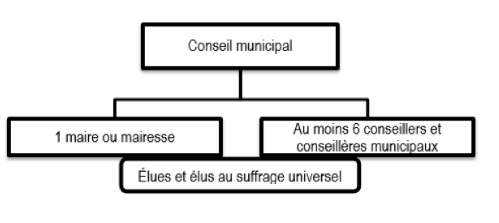 Conseil municipal
1 maire ou mairesse
Au moins 6 conseillers et
conseillères municipaux
Élues et élus au suffrage universel